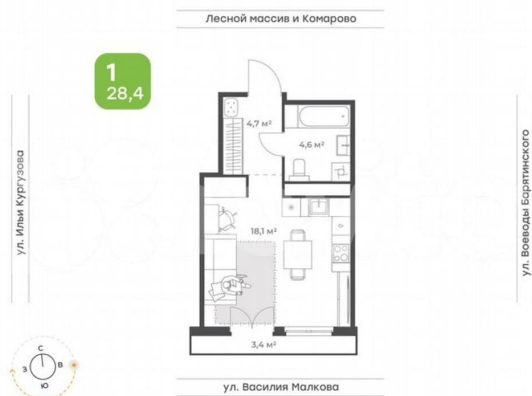 Лесной массив и Комарово
1
28,4
4,7 м²
4,6 м²
18,1 м²
3,4 м²
ул. Ильи Кургузова
ул. Воеводы Барятинского
С
З
В
Ю
ул. Василия Малкова